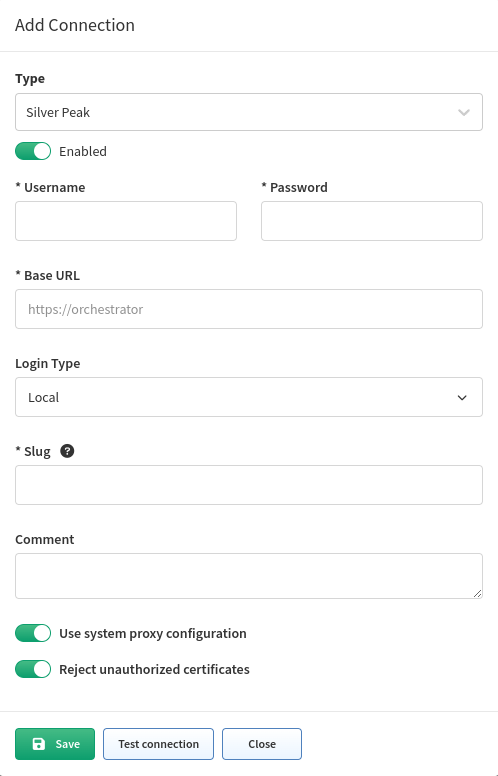 Add Connection
Type
Silver Peak
Enabled
* Username
* Password
* Base URL
https://orchestrator
Login Type
Local
* Slug ?
Comment
Use system proxy configuration
Reject unauthorized certificates
Save
Test connection
Close